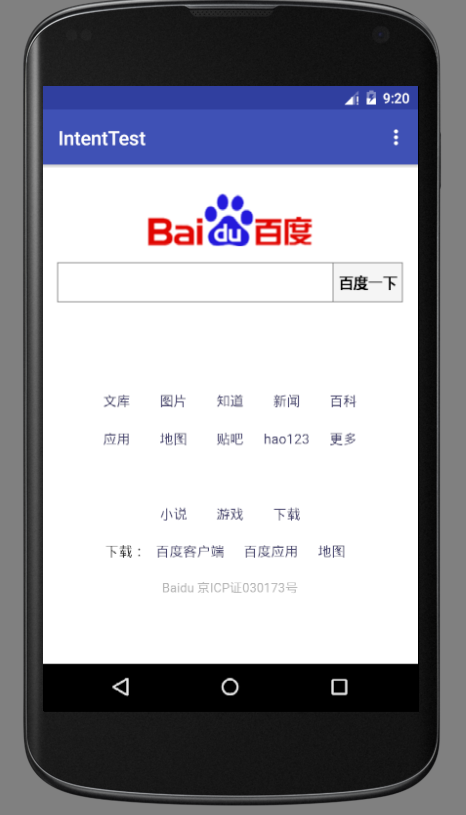 9:20
IntentTest
Bai du 百度
百度一下
文库 图片 知道 新闻 百科
应用 地图 贴吧 hao123 更多
小说 游戏 下载
下载： 百度客户端 百度应用 地图
Baidu 京ICP证030173号